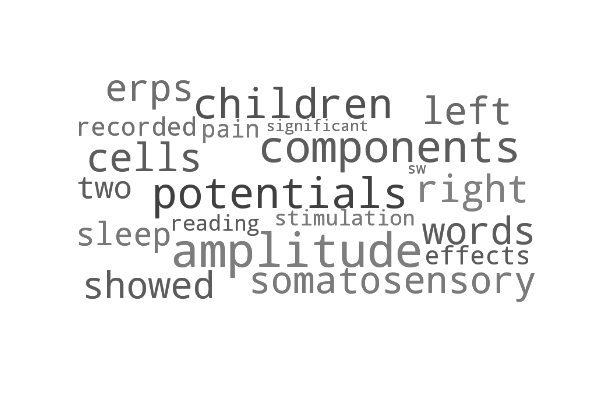 erps
children left
recorded pain significant
cells components
sw
two potentials right
reading stimulation
sleep amplitude words
effects
showed somatosensory